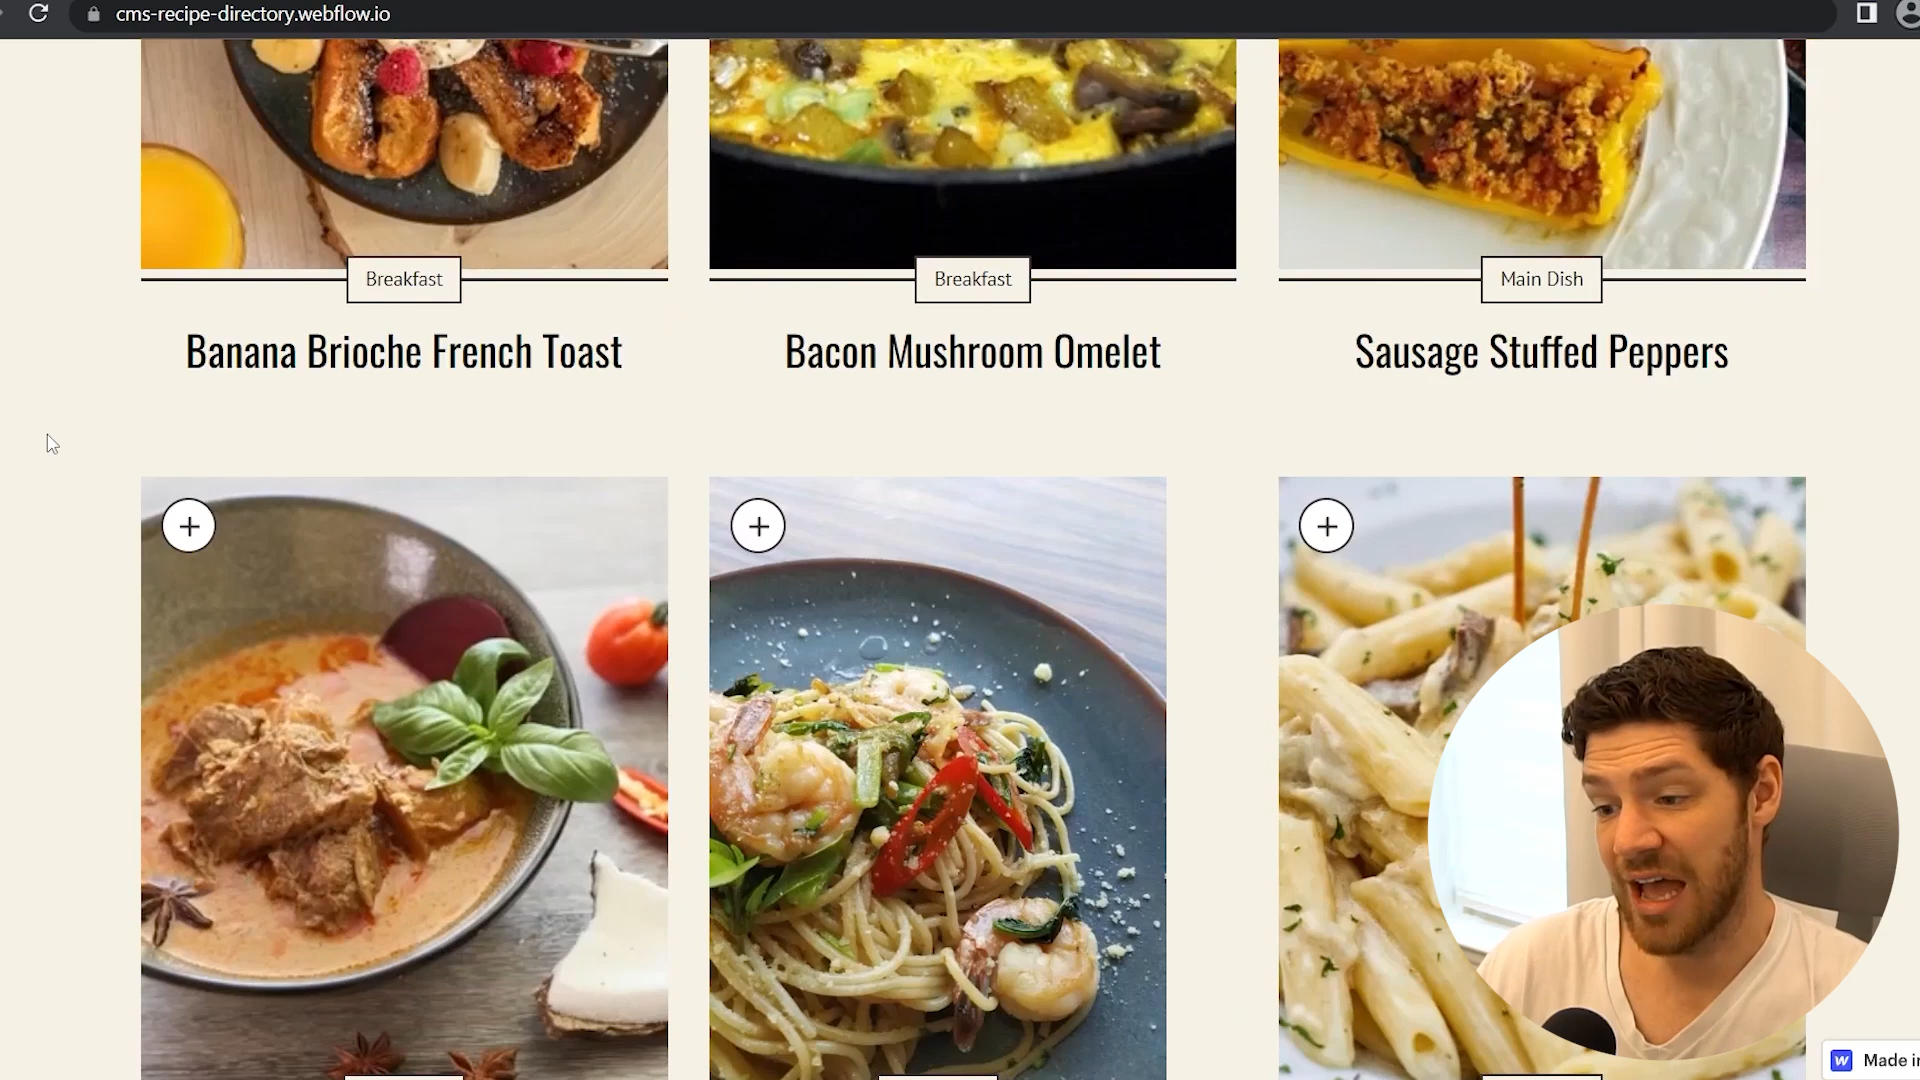 cms-recipe-directory.webflow.io
Breakfast
Breakfast
Main Dish
Banana Brioche French Toast
Bacon Mushroom Omelet
Sausage Stuffed Peppers
+
+
+
W Made in